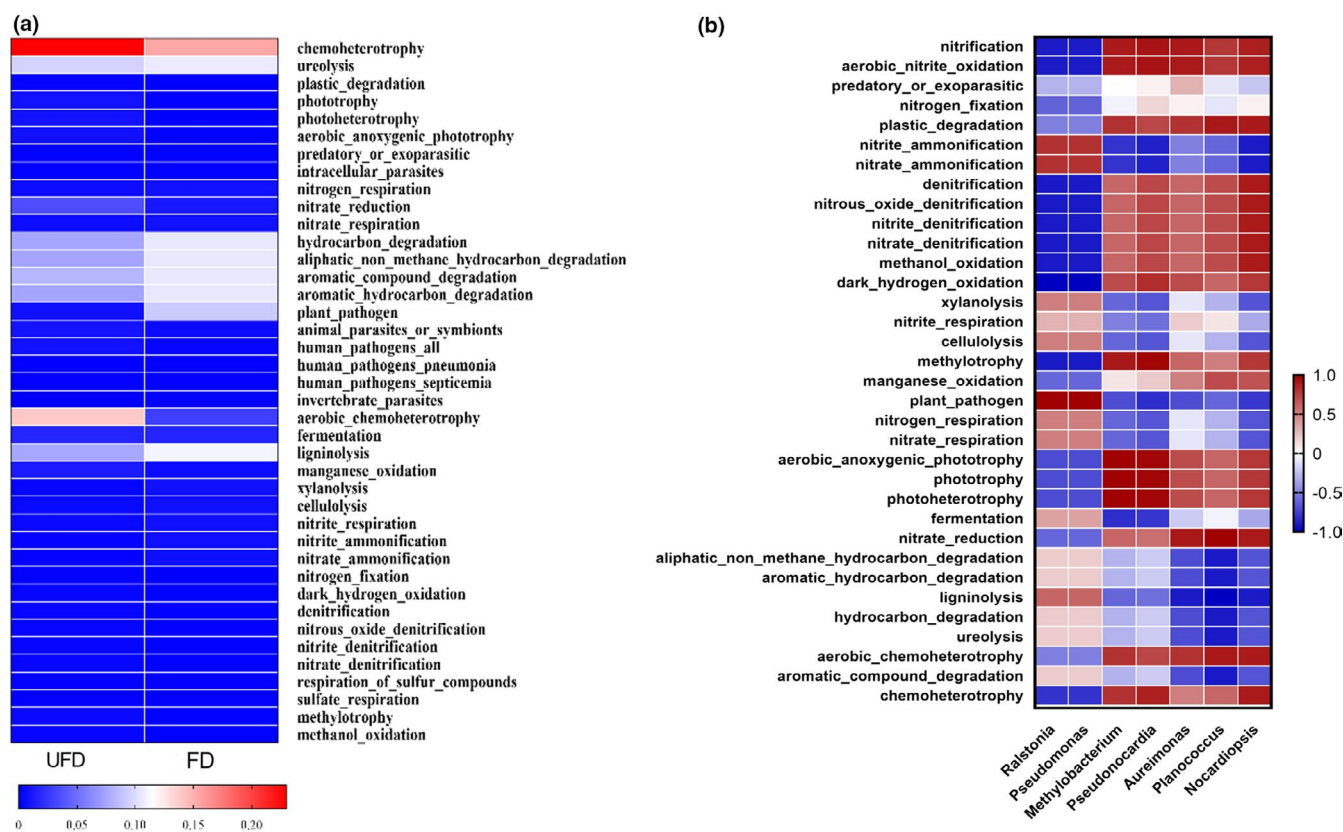 (a)
chemoheterotrophy
ureolysis
plastic_degradation
phototrophy
photoheterotrophy
aerobic_anoxygenic_phototrophy
predatory_or_exoparasitic
intracellular_parasites
nitrogen_respiration
nitrate_reduction
nitrate_respiration
hydrocarbon_degradation
aliphatic_non_methane_hydrocarbon_degradation
aromatic_compound_degradation
aromatic_hydrocarbon_degradation
plant_pathogen
animal_parasites_or_symbionts
human_pathogens_all
human_pathogens_pneumonia
human_pathogens_septicemia
invertebrate_parasites
aerobic_chemoheterotrophy
fermentation
ligninolysis
manganese_oxidation
xylanolysis
cellulolysis
nitrite_respiration
nitrite_ammonification
nitrate_ammonification
nitrogen_fixation
dark_hydrogen_oxidation
denitrification
nitrous_oxide_denitrification
nitrite_denitrification
nitrate_denitrification
respiration_of_sulfur_compounds
sulfate_respiration
methylotrophy
methanol_oxidation
UFD FD
0 0.05 0.10 0.15 0.20
(b)
nitrification
aerobic_nitrite_oxidation
predatory_or_exoparasitic
nitrogen_fixation
plastic_degradation
nitrite_ammonification
nitrate_ammonification
denitrification
nitrous_oxide_denitrification
nitrite_denitrification
nitrate_denitrification
methanol_oxidation
dark_hydrogen_oxidation
xylanolysis
nitrite_respiration
cellulolysis
methylotrophy
manganese_oxidation
plant_pathogen
nitrogen_respiration
nitrate_respiration
aerobic_anoxygenic_phototrophy
phototrophy
photoheterotrophy
fermentation
nitrate_reduction
aliphatic_non_methane_hydrocarbon_degradation
aromatic_hydrocarbon_degradation
ligninolysis
hydrocarbon_degradation
ureolysis
aerobic_chemoheterotrophy
aromatic_compound_degradation
chemoheterotrophy
Ralstonia
Pseudomonas
Methylobacterium
Pseudonocardia
Aureimonas
Planococcus
Nocardiopsis
1.0
0.5
0
-0.5
-1.0